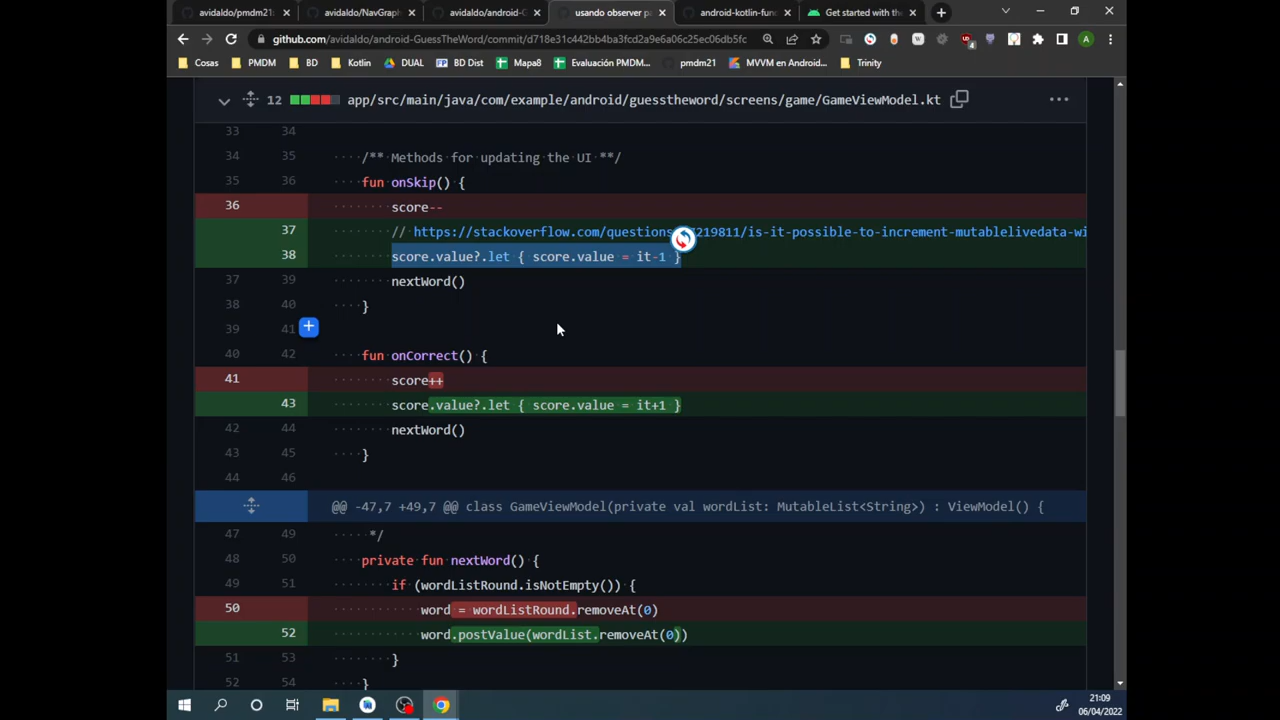 avidaldo/pmdm21
avidaldo/NavGraph
avidaldo/android-G
usando observer p
android-kotlin-fun
Get started with the
github.com/avidaldo/android-GuessTheWord/commit/d718e31c442bb4ba3fcd2a9e6a06c25ec06db5fc
4
A
Cosas PMDM BD Kotlin DUAL BD Dist Mapa8 Evaluación PMDM... pmdm21 MVVM en Android... Trinity
12 app/src/main/java/com/example/android/guesstheword/screens/game/GameViewModel.kt
33 34
34 35 /** Methods for updating the UI **/
35 36 fun onSkip() {
36 score--
37 // https://stackoverflow.com/questions 219811/is-it-possible-to-increment-mutablelivedata-wi
38 score.value?.let { score.value = it-1 }
37 39 nextWord()
38 40 }
39 41
40 42 fun onCorrect() {
41 score++
43 score.value?.let { score.value = it+1 }
42 44 nextWord()
43 45 }
44 46
@@ -47,7 +49,7 @@ class GameViewModel(private val wordList: MutableList<String>) : ViewModel() {
47 49 */
48 50 private fun nextWord() {
49 51 if (wordListRound.isNotEmpty()) {
50 word = wordListRound.removeAt(0)
52 word.postValue(wordList.removeAt(0))
51 53 }
52 54 }
21:09
06/04/2022